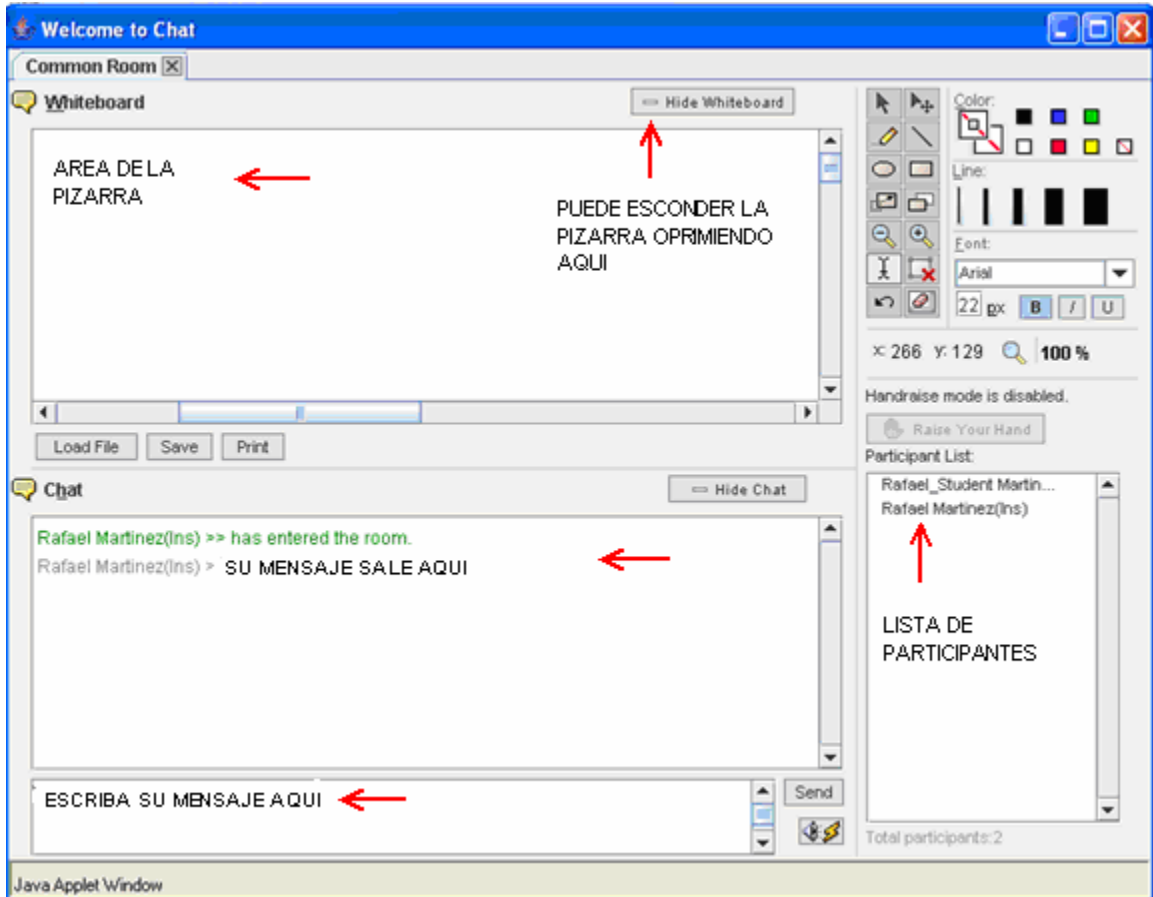 Welcome to Chat
Common Room
Whiteboard
Hide Whiteboard
AREA DE LA
PIZARRA
PUEDE ESCONDER LA
PIZARRA OPRIMIENDO
AQUI
Load File Save Print
Color:
Line:
Font:
Arial
22 px B I U
x: 266 y: 129 100 %
Handraise mode is disabled.
Raise Your Hand
Participant List:
Rafael_Student Martin...
Rafael Martinez(Ins)
LISTA DE
PARTICIPANTES
Total participants:2
Chat
Hide Chat
Rafael Martinez(Ins) >> has entered the room.
Rafael Martinez(Ins) > SU MENSAJE SALE AQUI
ESCRIBA SU MENSAJE AQUI
Send
Java Applet Window